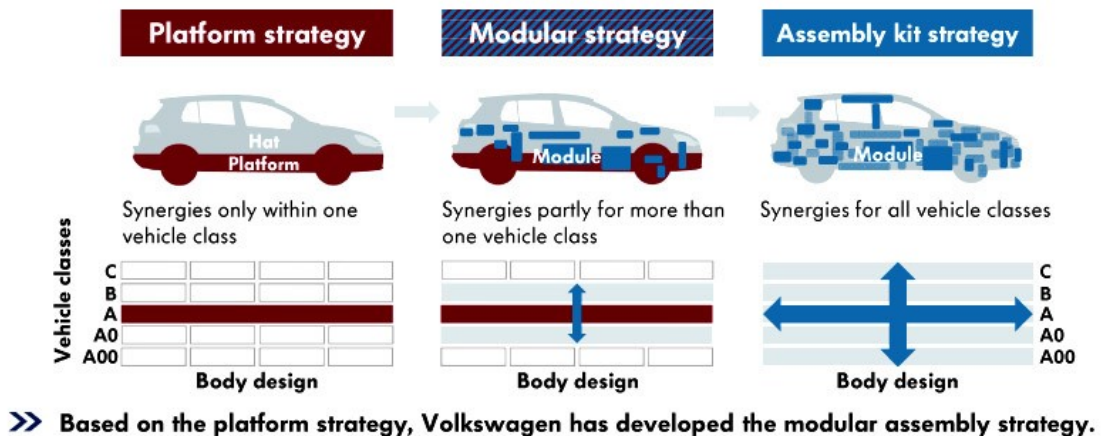 Platform strategy
Modular strategy
Assembly kit strategy
Hat
Platform
Module
Module
Synergies only within one
vehicle class
Synergies partly for more than
one vehicle class
Synergies for all vehicle classes
Vehicle classes
C
B
A
A0
A00
C
B
A
A0
A00
Body design
Body design
Body design
>> Based on the platform strategy, Volkswagen has developed the modular assembly strategy.